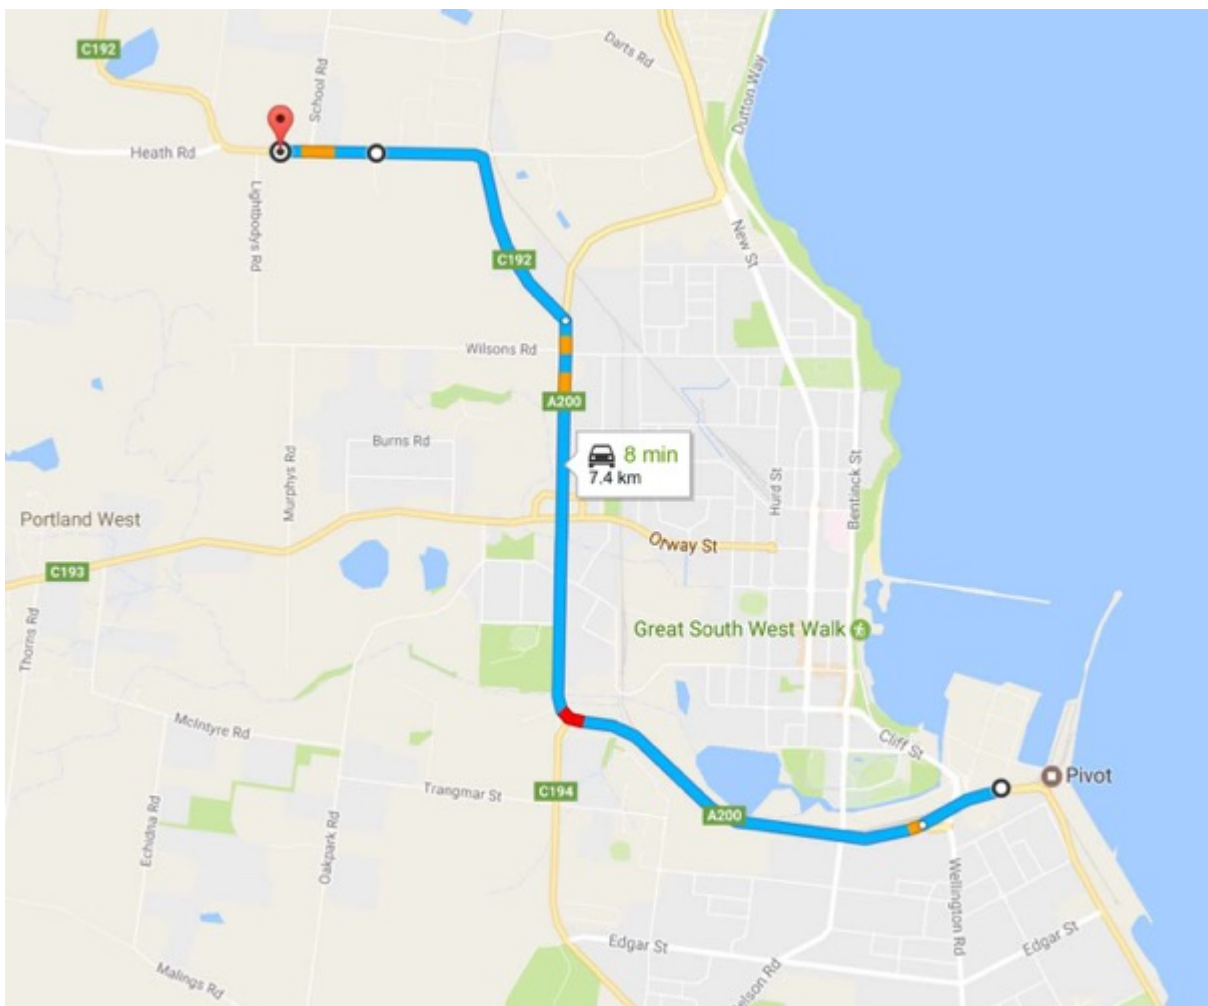 C192
Darts Rd
School Rd
Dutton Way
Heath Rd
Lightbodys Rd
New St
C192
Wilsons Rd
A200
Burns Rd
8 min
7.4 km
Murphys Rd
Hurd St
Bentinck St
Portland West
Otway St
C193
Thorns Rd
Great South West Walk
McIntyre Rd
Cliff St
Pivot
Trangmar St
C194
A200
Echidna Rd
Oakpark Rd
Wellington Rd
Edgar St
Edgar St
Malings Rd
elson Rd